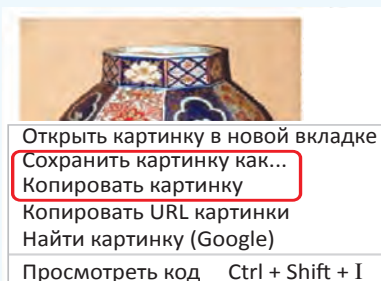 Открыть картинку в новой вкладке
Сохранить картинку как...
Копировать картинку
Копировать URL картинки
Найти картинку (Google)
Просмотреть код Ctrl + Shift + I